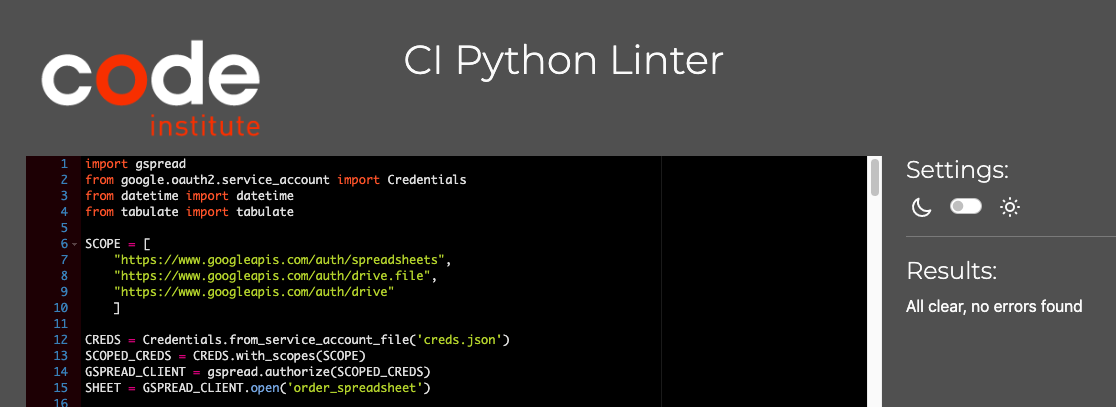 code
institute
CI Python Linter
1 import gspread
2 from google.oauth2.service_account import Credentials
3 from datetime import datetime
4 from tabulate import tabulate
5
6 SCOPE = [
7 "https://www.googleapis.com/auth/spreadsheets",
8 "https://www.googleapis.com/auth/drive.file",
9 "https://www.googleapis.com/auth/drive"
10 ]
11
12 CREDS = Credentials.from_service_account_file('creds.json')
13 SCOPED_CREDS = CREDS.with_scopes(SCOPE)
14 GSPREAD_CLIENT = gspread.authorize(SCOPED_CREDS)
15 SHEET = GSPREAD_CLIENT.open('order_spreadsheet')
16
Settings:
Results:
All clear, no errors found